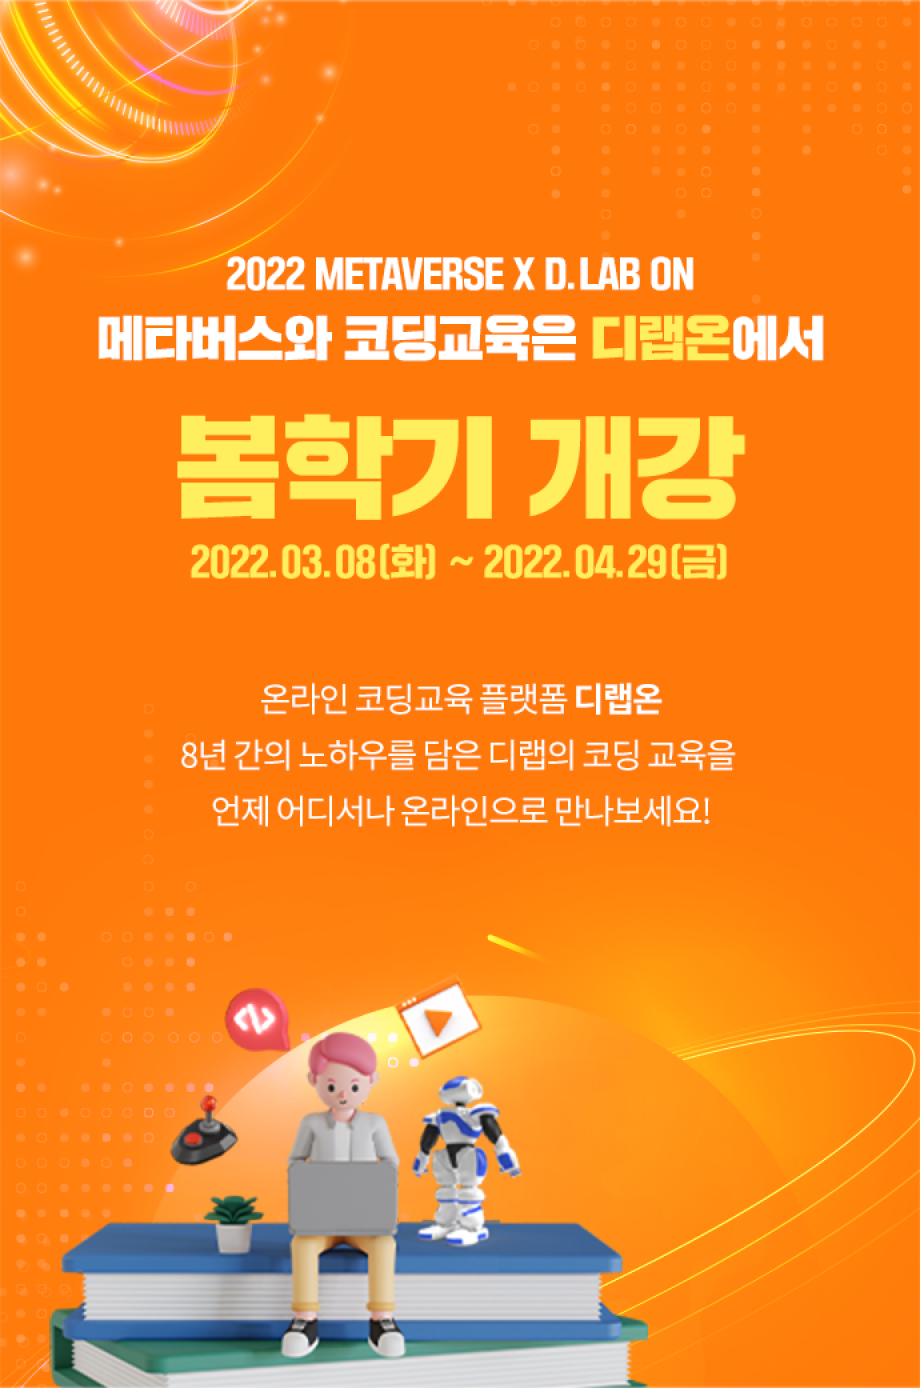 2022 METAVERSE X D.LAB ON
메타버스와 코딩교육은 디랩온에서
봄학기 개강
2022.03.08(화) ~ 2022.04.29(금)
온라인 코딩교육 플랫폼 디랩온
8년 간의 노하우를 담은 디랩의 코딩 교육을
언제 어디서나 온라인으로 만나보세요!